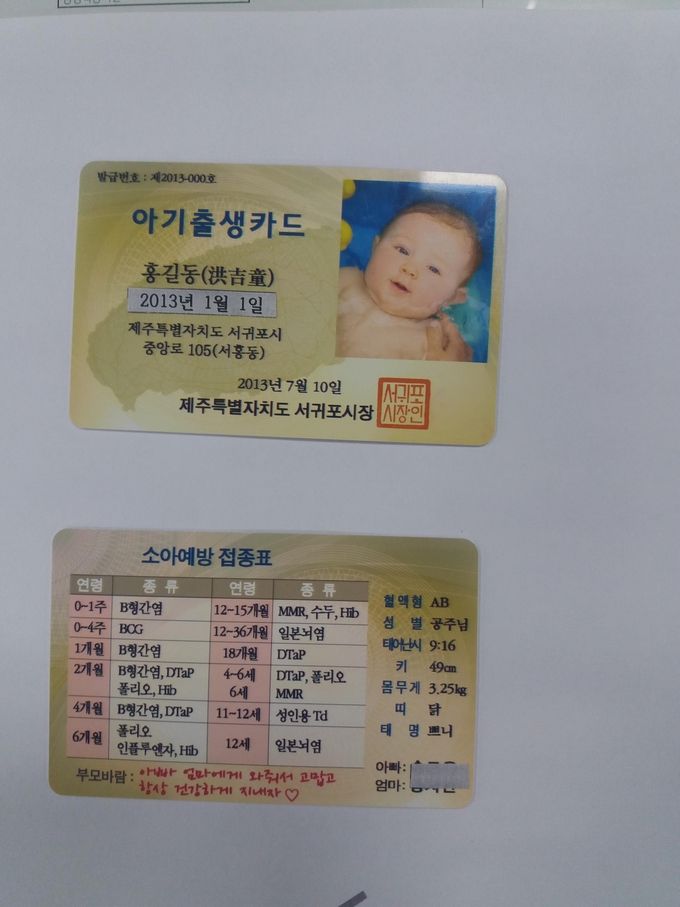 발급번호 : 제2013-000호
아기출생카드
홍길동(洪吉童)
2013년 1월 1일
제주특별자치도 서귀포시
중앙로 105(서홍동)
2013년 7월 10일
제주특별자치도 서귀포시장
서귀포
시장인
소아예방 접종표
연령 종 류 연령 종 류
0~1주 B형간염 12~15개월 MMR, 수두, Hib
0~4주 BCG 12~36개월 일본뇌염
1개월 B형간염 18개월 DTaP
2개월 B형간염, DTaP 4~6세 DTaP, 폴리오
폴리오, Hib 6세 MMR
4개월 B형간염, DTaP 11~12세 성인용 Td
6개월 폴리오 12세 일본뇌염
인플루엔자, Hib
혈액형 AB
성 별 공주님
태어난시 9:16
키 49㎝
몸무게 3.25kg
띠 닭
태 명 쁘니
아빠:
엄마:
부모바람 : 아빠 엄마에게 와줘서 고맙고
항상 건강하게 지내자♡